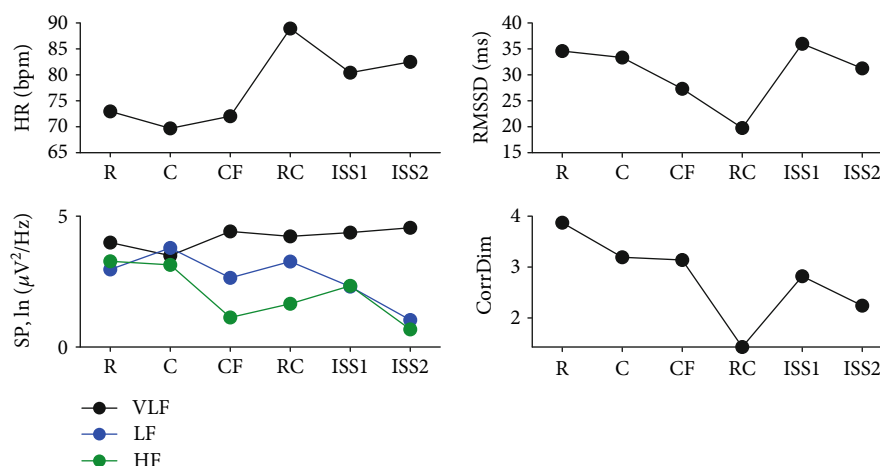 HR (bpm)
90
85
80
75
70
65
R C CF RC ISS1 ISS2
RMSSD (ms)
40
35
30
25
20
15
R C CF RC ISS1 ISS2
SP, ln (μV²/Hz)
5
0
R C CF RC ISS1 ISS2
VLF
LF
HF
CorrDim
4
3
2
R C CF RC ISS1 ISS2